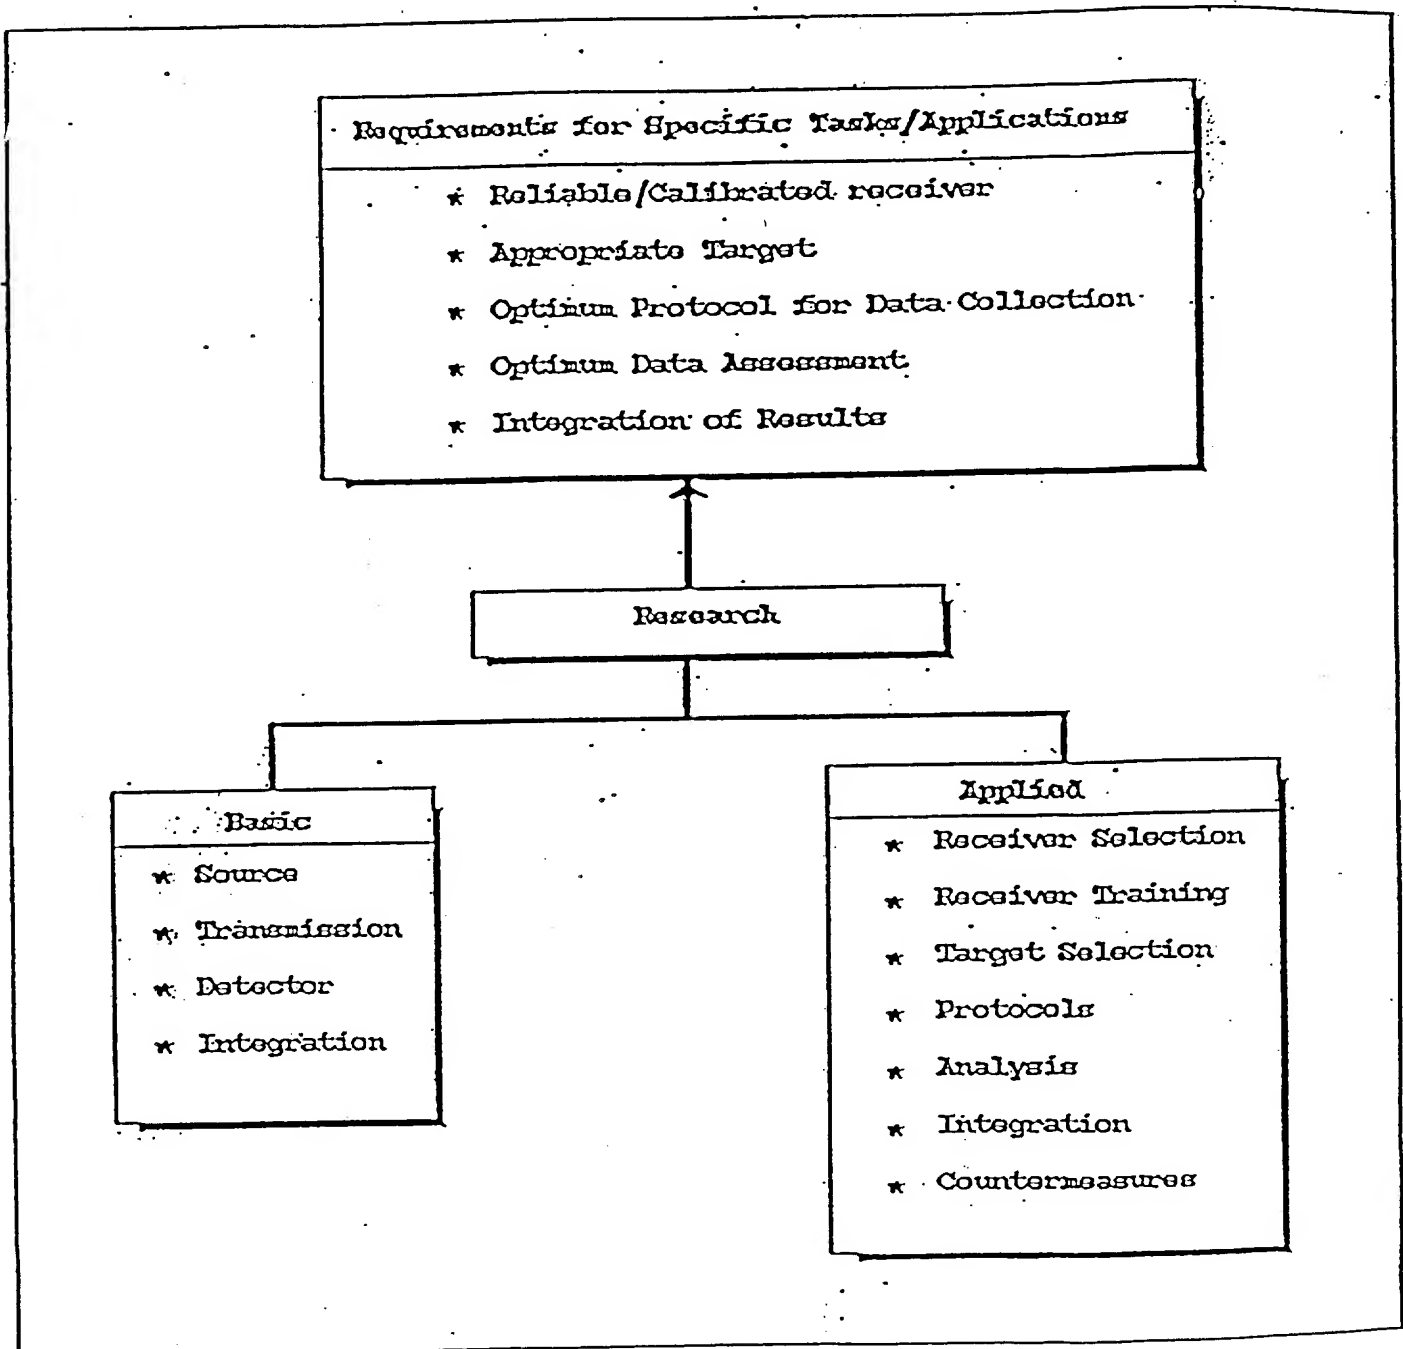 Requirements for Specific Tasks/Applications
* Reliable/Calibrated receiver
* Appropriate Target
* Optimum Protocol for Data Collection
* Optimum Data Assessment
* Integration of Results
Research
Basic
* Source
* Transmission
* Detector
* Integration
Applied
* Receiver Selection
* Receiver Training
* Target Selection
* Protocols
* Analysis
* Integration
* Countermeasures